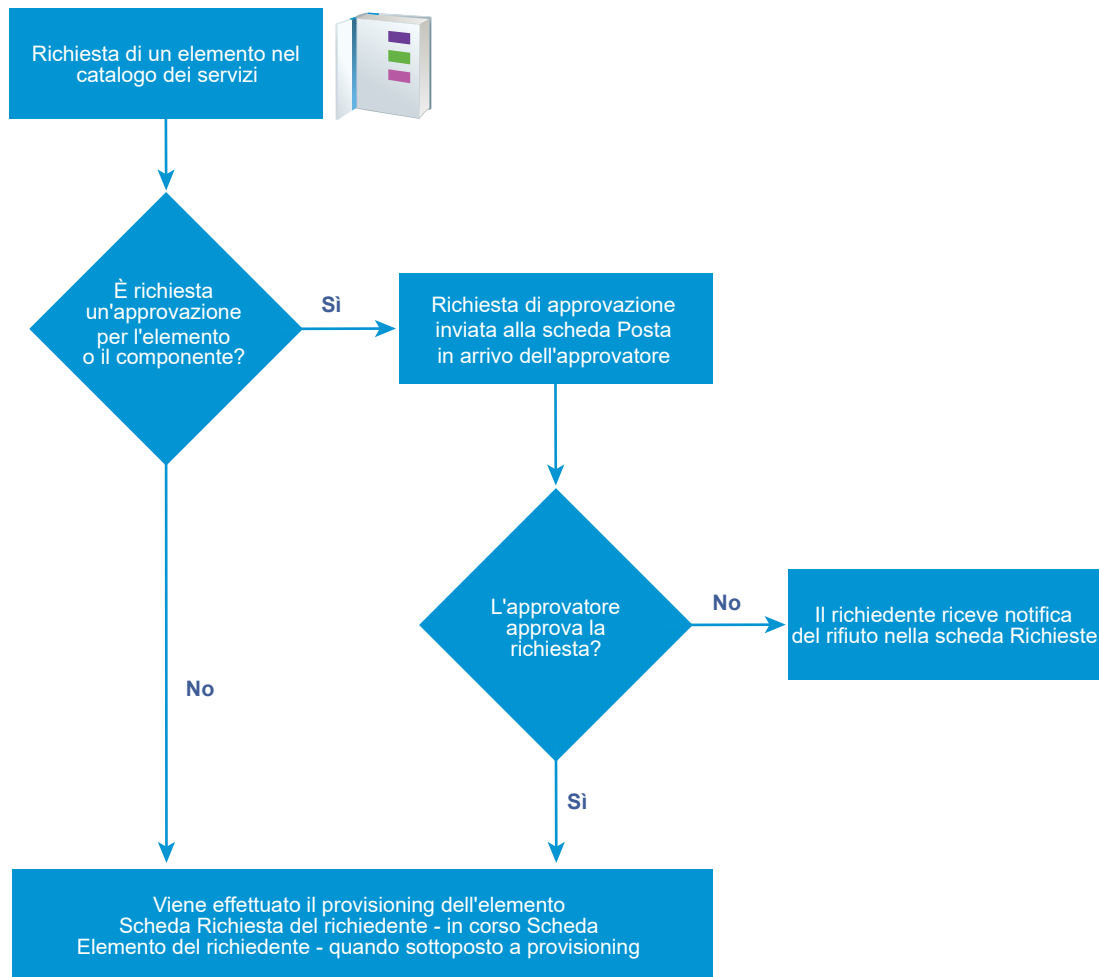 Richiesta di un elemento nel
catalogo dei servizi
È richiesta
un'approvazione
per l'elemento
o il componente?
Sì
Richiesta di approvazione
inviata alla scheda Posta
in arrivo dell'approvatore
L'approvatore
approva la
richiesta?
No
Il richiedente riceve notifica
del rifiuto nella scheda Richieste
No
Sì
Viene effettuato il provisioning dell'elemento
Scheda Richiesta del richiedente - in corso Scheda
Elemento del richiedente - quando sottoposto a provisioning